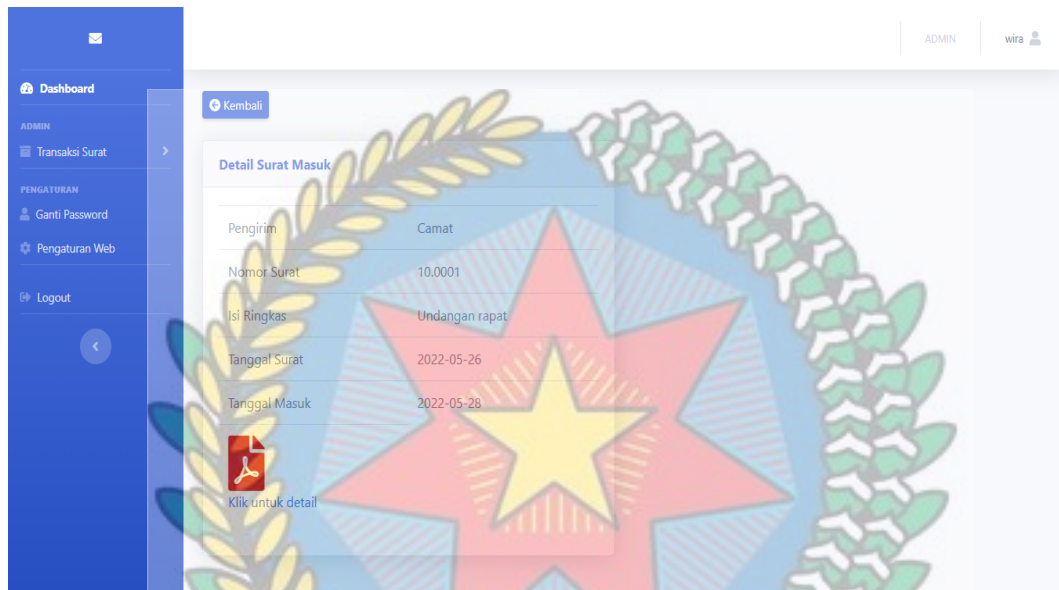 ADMIN
wira
Dashboard
ADMIN
Transaksi Surat
PENGATURAN
Ganti Password
Pengaturan Web
Logout
Kembali
Detail Surat Masuk
Pengirim Camat
Nomor Surat 10.0001
Isi Ringkas Undangan rapat
Tanggal Surat 2022-05-26
Tanggal Masuk 2022-05-28
Klik untuk detail